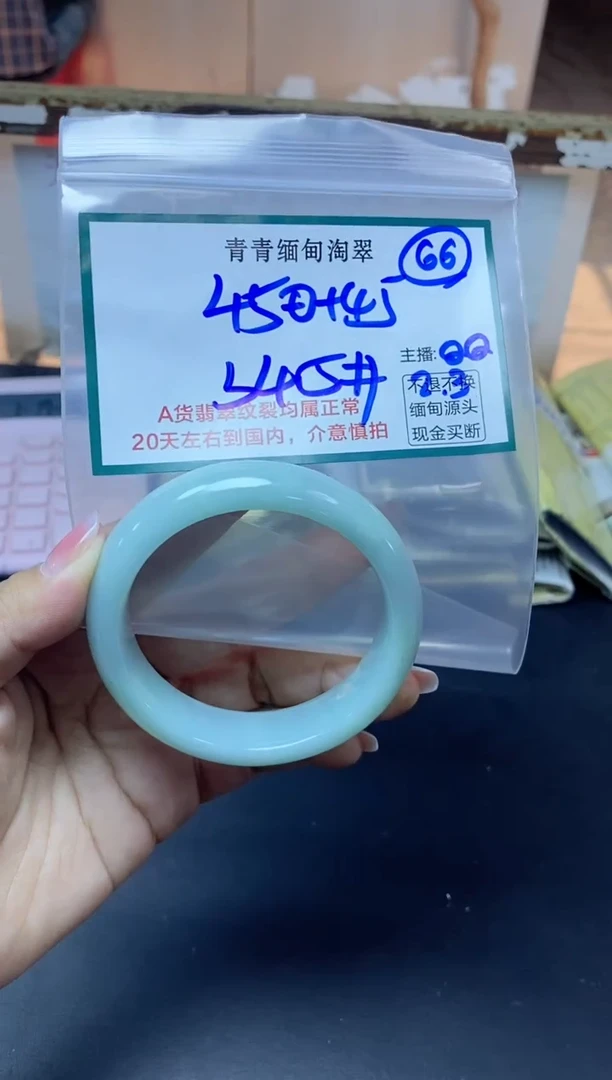 青青缅甸淘翠
66
主播:
2.3
A货翡翠纹裂均属正常
20天左右到国内，介意慎拍
不退不换
缅甸源头
现金买断